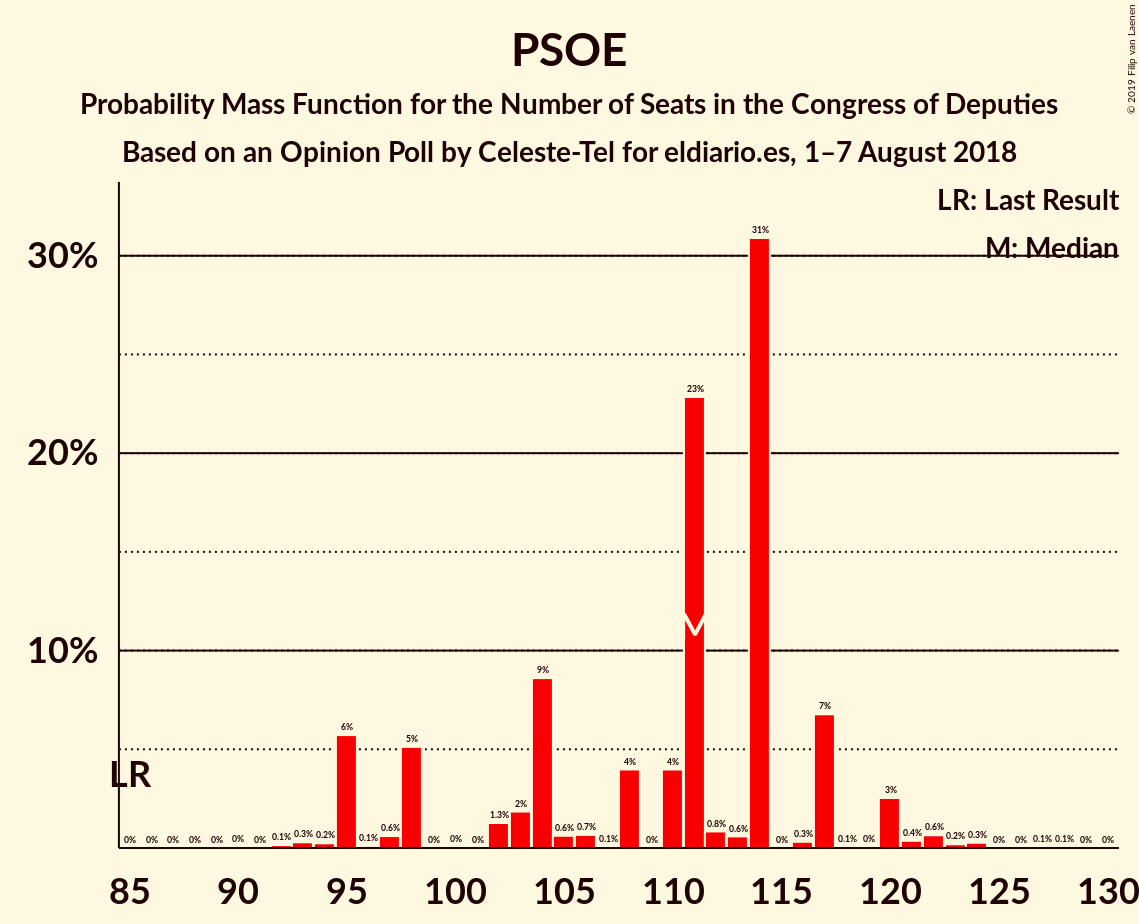 © 2019 Filip van Laenen
PSOE
Probability Mass Function for the Number of Seats in the Congress of Deputies
Based on an Opinion Poll by Celeste-Tel for eldiario.es, 1–7 August 2018
LR: Last Result
M: Median
30%
20%
10%
LR
M
0% 0% 0% 0% 0% 0% 0% 0.1% 0.3% 0.2% 6% 0.1% 0.6% 5% 0% 0% 0% 1.3% 2% 9% 0.6% 0.7% 0.1% 4% 0% 4% 23% 0.8% 0.6% 31% 0% 0.3% 7% 0.1% 0% 3% 0.4% 0.6% 0.2% 0.3% 0% 0% 0.1% 0.1% 0% 0%
85 90 95 100 105 110 115 120 125 130